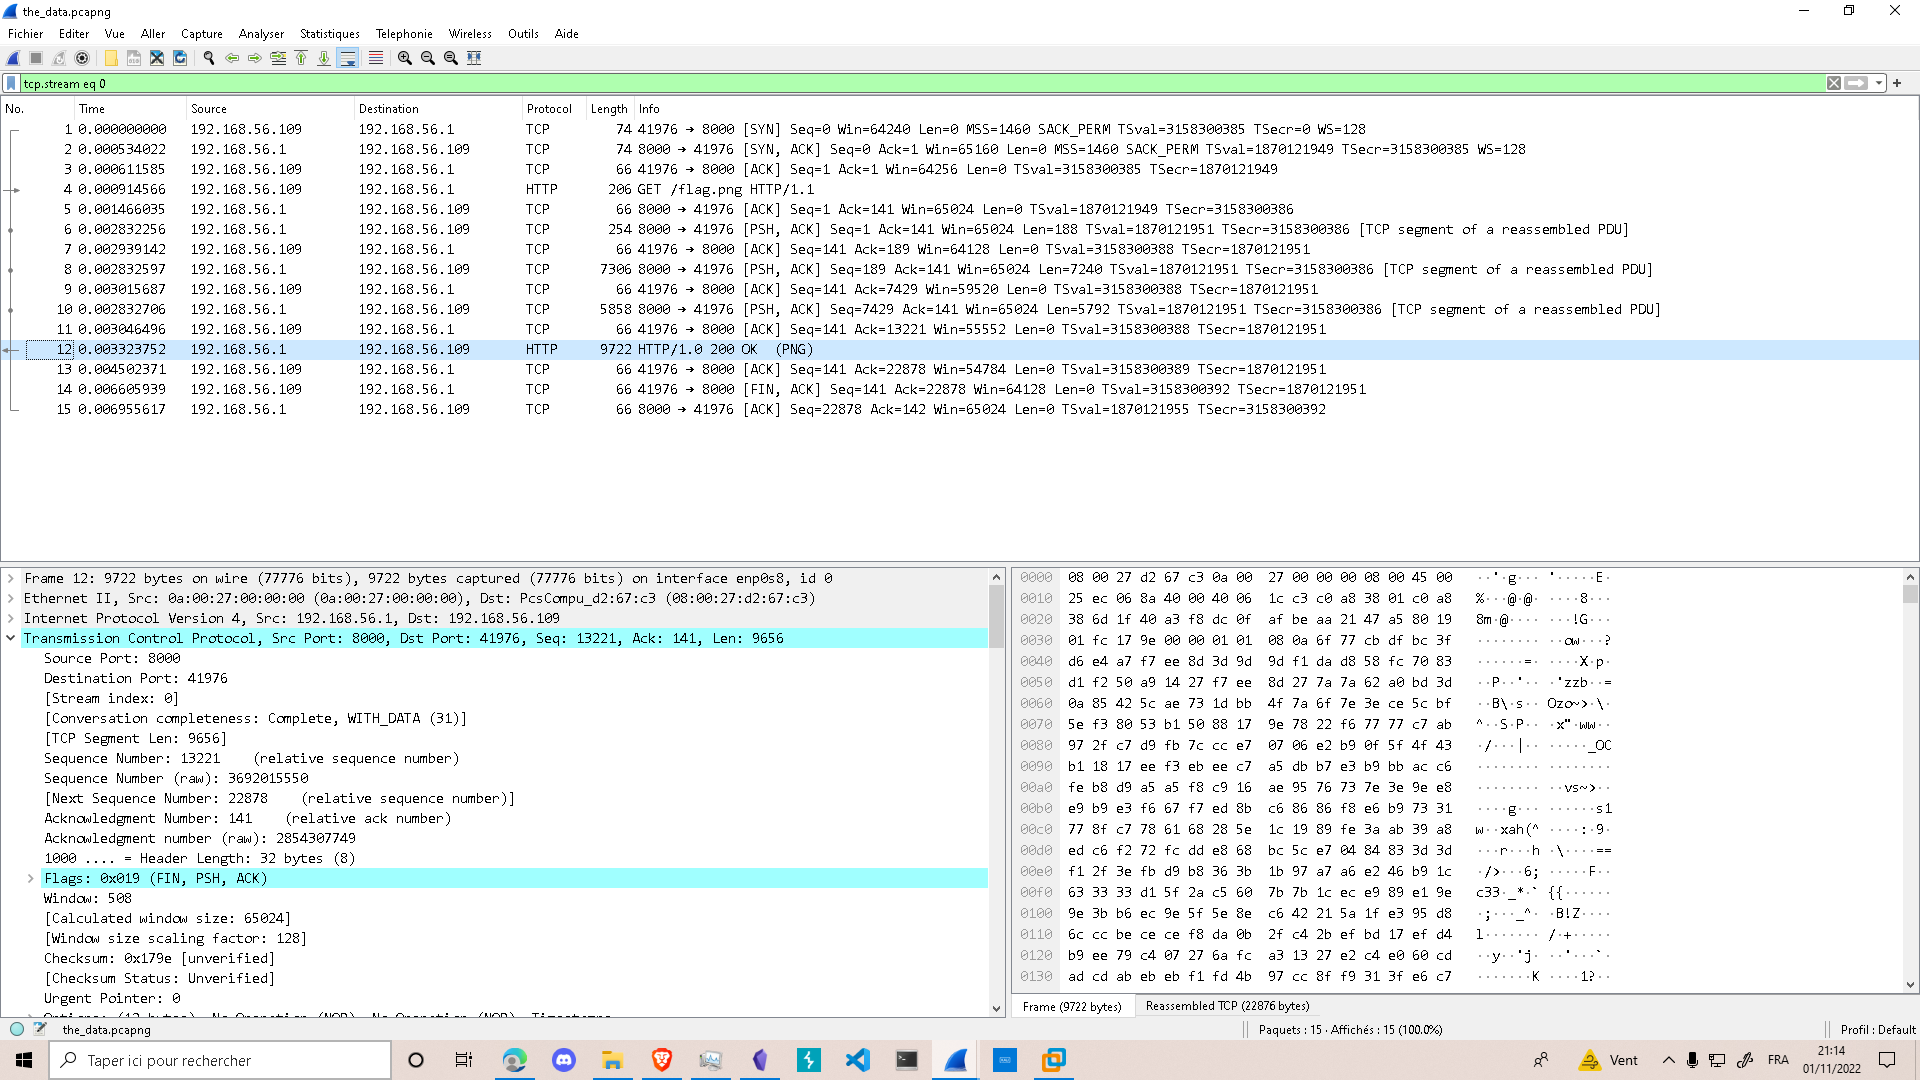 the_data.pcapng
Fichier Editer Vue Aller Capture Analyser Statistiques Telephonie Wireless Outils Aide
tcp.stream eq 0
No. Time Source Destination Protocol Length Info
1 0.000000000 192.168.56.109 192.168.56.1 TCP 74 41976 → 8000 [SYN] Seq=0 Win=64240 Len=0 MSS=1460 SACK_PERM TSval=3158300385 TSecr=0 WS=128
2 0.000534022 192.168.56.1 192.168.56.109 TCP 74 8000 → 41976 [SYN, ACK] Seq=0 Ack=1 Win=65160 Len=0 MSS=1460 SACK_PERM TSval=1870121949 TSecr=3158300385 WS=128
3 0.000611585 192.168.56.109 192.168.56.1 TCP 66 41976 → 8000 [ACK] Seq=1 Ack=1 Win=64256 Len=0 TSval=3158300385 TSecr=1870121949
4 0.000914566 192.168.56.109 192.168.56.1 HTTP 206 GET /flag.png HTTP/1.1
5 0.001466035 192.168.56.1 192.168.56.109 TCP 66 8000 → 41976 [ACK] Seq=1 Ack=141 Win=65024 Len=0 TSval=1870121949 TSecr=3158300386
6 0.002832256 192.168.56.1 192.168.56.109 TCP 254 8000 → 41976 [PSH, ACK] Seq=1 Ack=141 Win=65024 Len=188 TSval=1870121951 TSecr=3158300386 [TCP segment of a reassembled PDU]
7 0.002939142 192.168.56.109 192.168.56.1 TCP 66 41976 → 8000 [ACK] Seq=141 Ack=189 Win=64128 Len=0 TSval=3158300388 TSecr=1870121951
8 0.002832597 192.168.56.1 192.168.56.109 TCP 7306 8000 → 41976 [PSH, ACK] Seq=189 Ack=141 Win=65024 Len=7240 TSval=1870121951 TSecr=3158300386 [TCP segment of a reassembled PDU]
9 0.003015687 192.168.56.109 192.168.56.1 TCP 66 41976 → 8000 [ACK] Seq=141 Ack=7429 Win=59520 Len=0 TSval=3158300388 TSecr=1870121951
10 0.002832706 192.168.56.1 192.168.56.109 TCP 5858 8000 → 41976 [PSH, ACK] Seq=7429 Ack=141 Win=65024 Len=5792 TSval=1870121951 TSecr=3158300386 [TCP segment of a reassembled PDU]
11 0.003046496 192.168.56.109 192.168.56.1 TCP 66 41976 → 8000 [ACK] Seq=141 Ack=13221 Win=55552 Len=0 TSval=3158300388 TSecr=1870121951
12 0.003323752 192.168.56.1 192.168.56.109 HTTP 9722 HTTP/1.0 200 OK (PNG)
13 0.004502371 192.168.56.109 192.168.56.1 TCP 66 41976 → 8000 [ACK] Seq=141 Ack=22878 Win=54784 Len=0 TSval=3158300389 TSecr=1870121951
14 0.006605939 192.168.56.109 192.168.56.1 TCP 66 41976 → 8000 [FIN, ACK] Seq=141 Ack=22878 Win=64128 Len=0 TSval=3158300392 TSecr=1870121951
15 0.006955617 192.168.56.1 192.168.56.109 TCP 66 8000 → 41976 [ACK] Seq=22878 Ack=142 Win=65024 Len=0 TSval=1870121955 TSecr=3158300392
Frame 12: 9722 bytes on wire (77776 bits), 9722 bytes captured (77776 bits) on interface enp0s8, id 0
Ethernet II, Src: 0a:00:27:00:00:00 (0a:00:27:00:00:00), Dst: PcsCompu_d2:67:c3 (08:00:27:d2:67:c3)
Internet Protocol Version 4, Src: 192.168.56.1, Dst: 192.168.56.109
Transmission Control Protocol, Src Port: 8000, Dst Port: 41976, Seq: 13221, Ack: 141, Len: 9656
Source Port: 8000
Destination Port: 41976
[Stream index: 0]
[Conversation completeness: Complete, WITH_DATA (31)]
[TCP Segment Len: 9656]
Sequence Number: 13221 (relative sequence number)
Sequence Number (raw): 3692015550
[Next Sequence Number: 22878 (relative sequence number)]
Acknowledgment Number: 141 (relative ack number)
Acknowledgment number (raw): 2854307749
1000 .... = Header Length: 32 bytes (8)
Flags: 0x019 (FIN, PSH, ACK)
Window: 508
[Calculated window size: 65024]
[Window size scaling factor: 128]
Checksum: 0x179e [unverified]
[Checksum Status: Unverified]
Urgent Pointer: 0
0000 08 00 27 d2 67 c3 0a 00 27 00 00 00 08 00 45 00 ··'·g··· '·····E·
0010 25 ec 06 8a 40 00 40 06 1c c3 c0 a8 38 01 c0 a8 %···@·@· ····8···
0020 38 6d 1f 40 a3 f8 dc 0f af be aa 21 47 a5 80 19 8m·@···· ···!G···
0030 01 fc 17 9e 00 00 01 01 08 0a 6f 77 cb df bc 3f ········ ··ow···?
0040 d6 e4 a7 f7 ee 8d 3d 9d 9d f1 da d8 58 fc 70 83 ······=· ····X·p·
0050 d1 f2 50 a9 14 27 f7 ee 8d 27 7a 7a 62 a0 bd 3d ··P··'·· ·'zzb··=
0060 0a 85 42 5c ae 73 1d bb 4f 7a 6f 7e 3e ce 5c bf ··B\·s·· Ozo~>·\·
0070 5e f3 80 53 b1 50 88 17 9e 78 22 f6 77 77 c7 ab ^··S·P·· ·x"·ww··
0080 97 2f c7 d9 fb 7c cc e7 07 06 e2 b9 0f 5f 4f 43 ·/···|·· ·····_OC
0090 b1 18 17 ee f3 eb ee c7 a5 db b7 e3 b9 bb ac c6 ········ ········
00a0 fe b8 d9 a5 a5 f8 c9 16 ae 95 76 73 7e 3e 9e e8 ········ ··vs~>··
00b0 e9 b9 e3 f6 67 f7 ed 8b c6 86 86 f8 e6 b9 73 31 ····g··· ······s1
00c0 77 8f c7 78 61 68 28 5e 1c 19 89 fe 3a ab 39 a8 w··xah(^ ····:·9·
00d0 ed c6 f2 72 fc dd e8 68 bc 5c e7 04 84 83 3d 3d ···r···h ·\····==
00e0 f1 2f 3e fb d9 b8 36 3b 1b 97 a7 a6 e2 46 b9 1c ·/>···6; ·····F··
00f0 63 33 33 d1 5f 2a c5 60 7b 7b 1c ec e9 89 e1 9e c33·_*·` {{······
0100 9e 3b b6 ec 9e 5f 5e 8e c6 42 21 5a 1f e3 95 d8 ·;···_^· ·B!Z····
0110 6c cc be ce ce f8 da 0b 2f c4 2b ef bd 17 ef d4 l······· /·+·····
0120 b9 ee 79 c4 07 27 6a fc a3 13 27 e2 c4 e0 60 cd ··y··'j· ··'···`·
0130 ad cd ab eb eb f1 fd 4b 97 cc 8f f9 31 3f e6 c7 ·······K ····1?··
Frame (9722 bytes) Reassembled TCP (22876 bytes)
the_data.pcapng Paquets : 15 · Affichés : 15 (100.0%) Profil : Default
Taper ici pour rechercher Vent FRA 21:14
01/11/2022